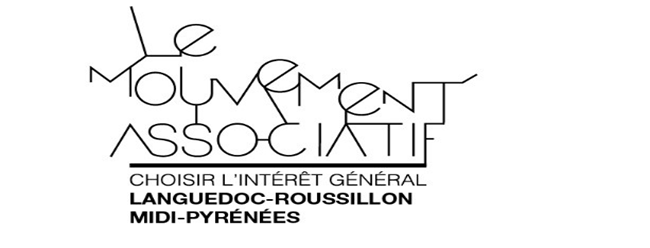 Le
MOUVEMENT
ASSOCIATIF
CHOISIR L'INTÉRÊT GÉNÉRAL
LANGUEDOC-ROUSSILLON
MIDI-PYRÉNÉES